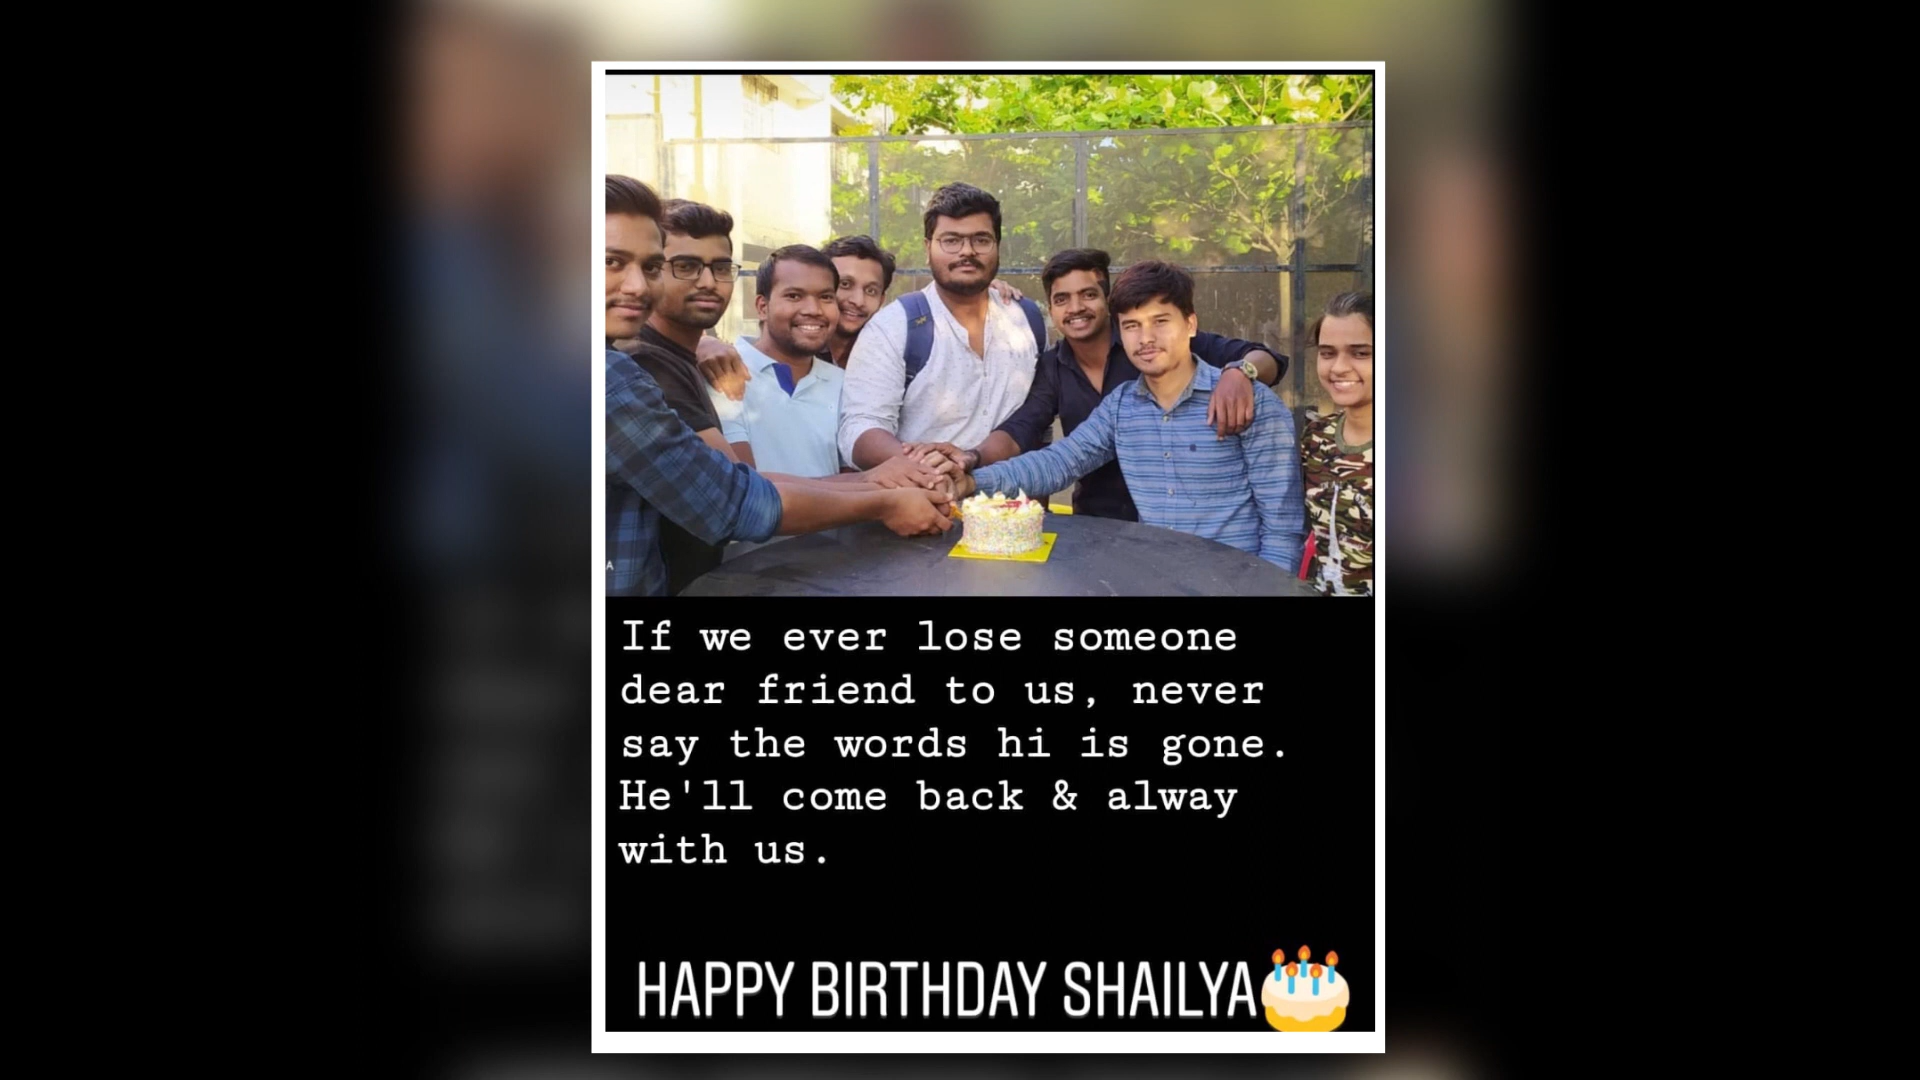 A
If we ever lose someone
dear friend to us, never
say the words hi is gone.
He'll come back & alway
with us.
HAPPY BIRTHDAY SHAILYA